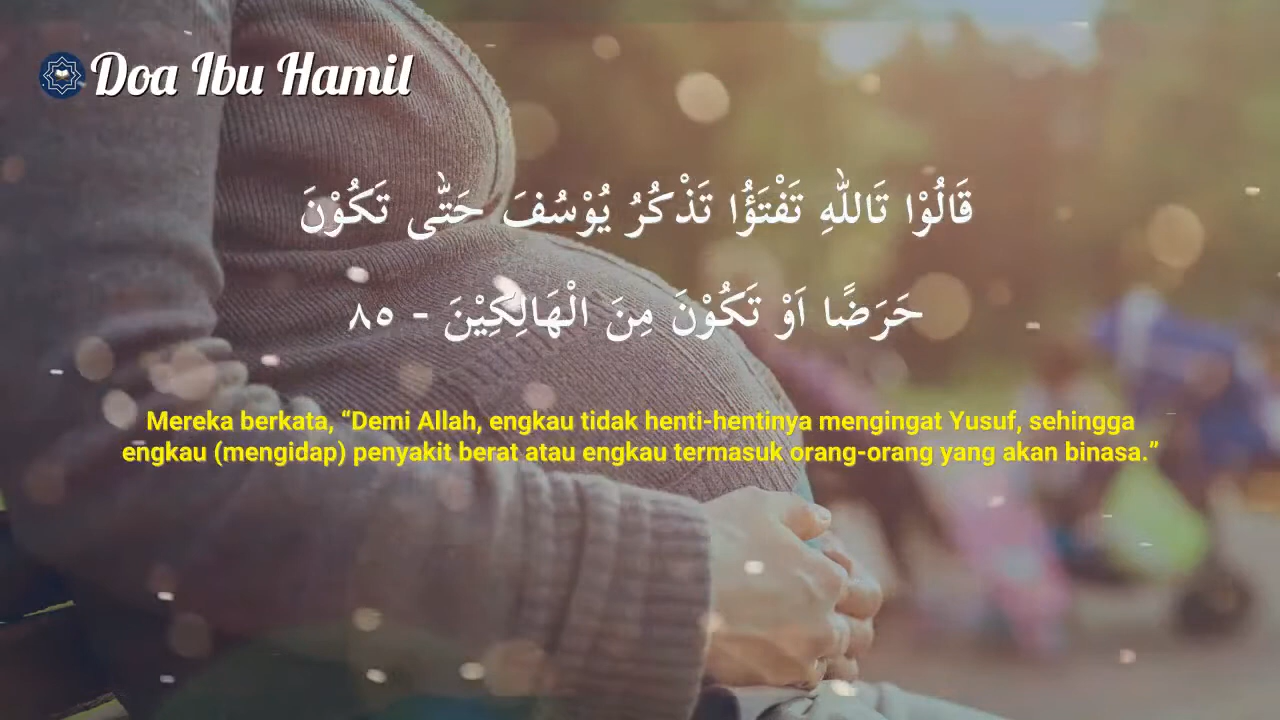 Doa Ibu Hamil
قَالُوْا تَاللّٰهِ تَفْتَؤُا تَذْكُرُ يُوْسُفَ حَتّٰى تَكُوْنَ
حَرَضًا اَوْ تَكُوْنَ مِنَ الْهَالِكِيْنَ - ٨٥
Mereka berkata, “Demi Allah, engkau tidak henti-hentinya mengingat Yusuf, sehingga
engkau (mengidap) penyakit berat atau engkau termasuk orang-orang yang akan binasa.”